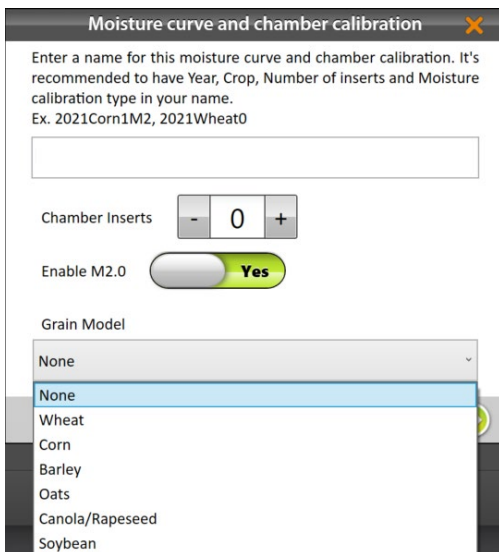 Moisture curve and chamber calibration
Enter a name for this moisture curve and chamber calibration. It's
recommended to have Year, Crop, Number of inserts and Moisture
calibration type in your name.
Ex. 2021Corn1M2, 2021Wheat0
Chamber Inserts - 0 +
Enable M2.0 Yes
Grain Model
None
None
Wheat
Corn
Barley
Oats
Canola/Rapeseed
Soybean